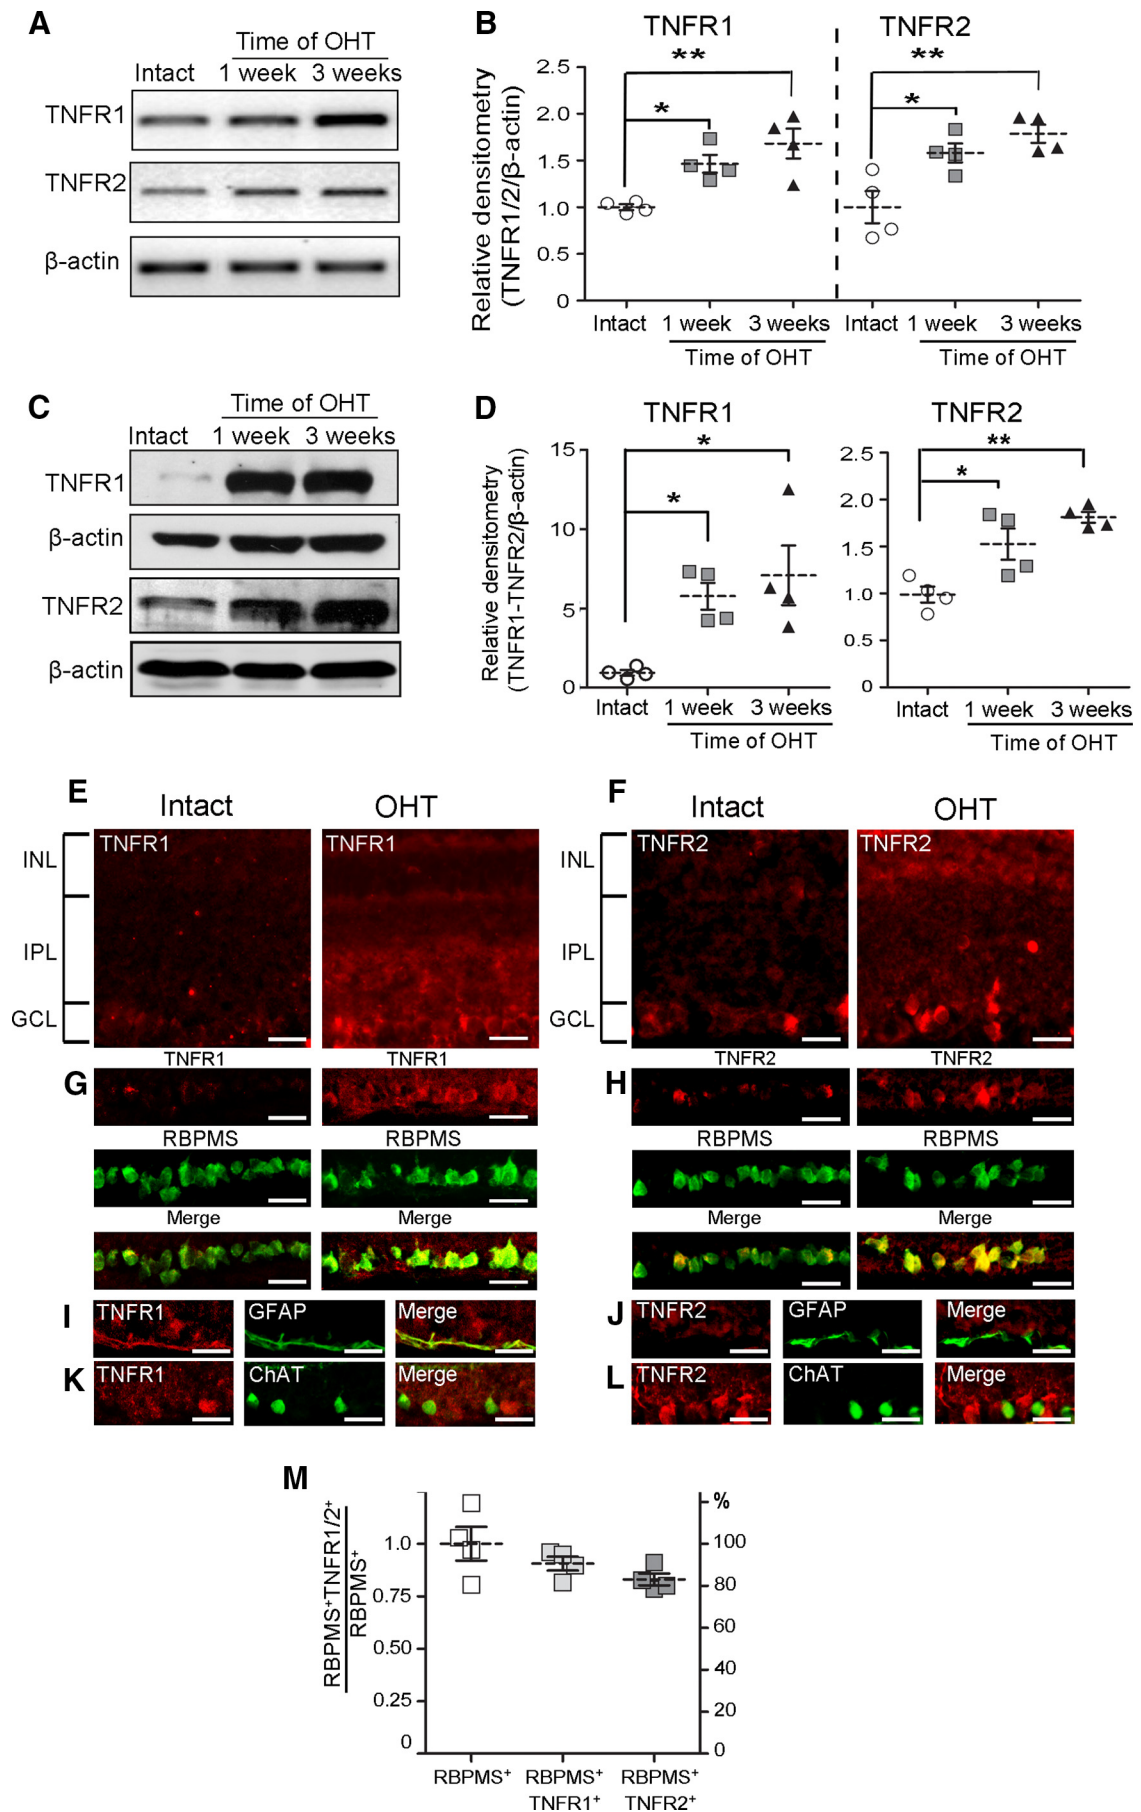 A
Time of OHT
Intact 1 week 3 weeks
TNFR1
TNFR2
β-actin
B
TNFR1
TNFR2
** **
* *
Relative densitometry
(TNFR1/2/β-actin)
2.5
2.0
1.5
1.0
0.5
0
Intact 1 week 3 weeks Intact 1 week 3 weeks
Time of OHT Time of OHT
C
Time of OHT
Intact 1 week 3 weeks
TNFR1
β-actin
TNFR2
β-actin
D
TNFR1
TNFR2
Relative densitometry
(TNFR1-TNFR2/β-actin)
15
10
5
0
*
*
Intact 1 week 3 weeks
Time of OHT
2.5
2.0
1.5
1.0
0.5
0
**
*
Intact 1 week 3 weeks
Time of OHT
E
Intact OHT
TNFR1 TNFR1
INL
IPL
GCL
F
Intact OHT
TNFR2 TNFR2
INL
IPL
GCL
G
TNFR1 TNFR1
RBPMS RBPMS
Merge Merge
H
TNFR2 TNFR2
RBPMS RBPMS
Merge Merge
I
TNFR1 GFAP Merge
J
TNFR2 GFAP Merge
K
TNFR1 ChAT Merge
L
TNFR2 ChAT Merge
M
RBPMS⁺TNFR1/2⁺
RBPMS⁺
1.0
0.75
0.50
0.25
0
%
100
80
60
40
20
0
RBPMS⁺ RBPMS⁺ RBPMS⁺
TNFR1⁺ TNFR2⁺